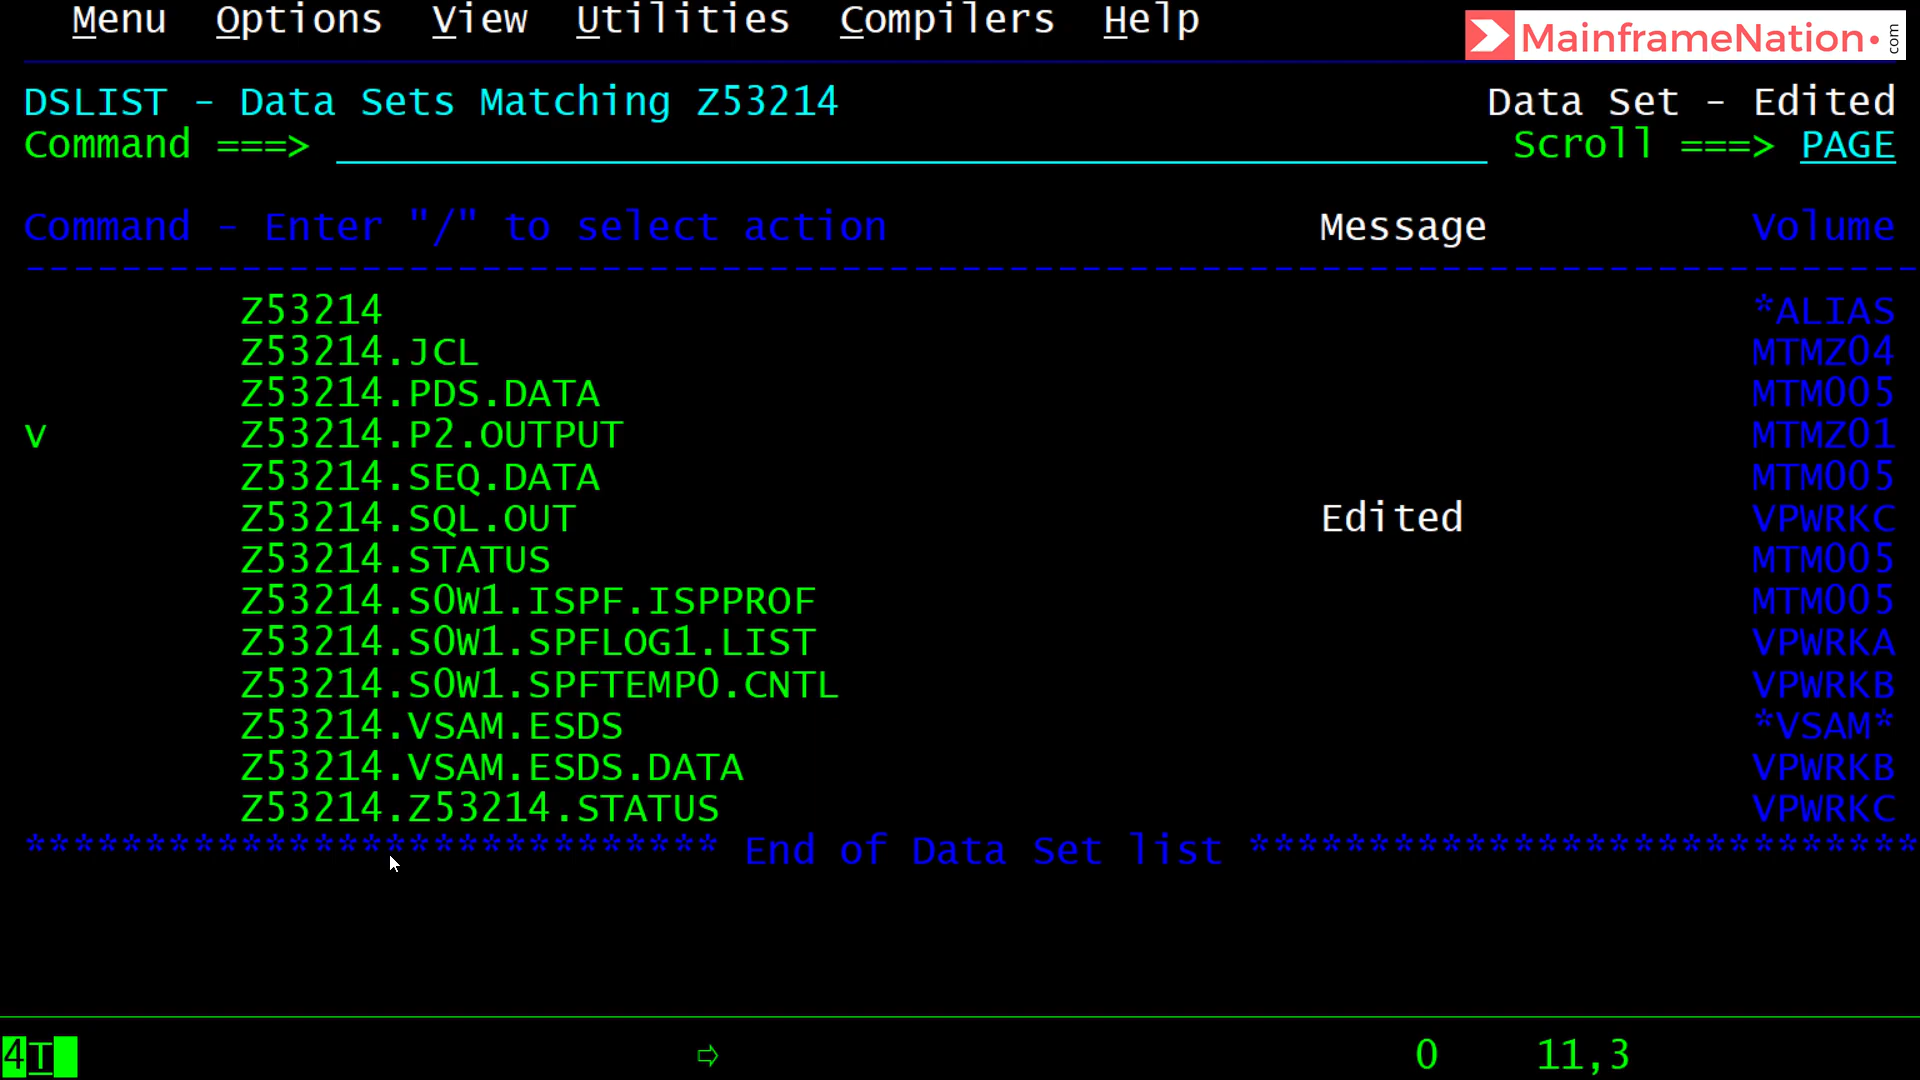 Menu Options View Utilities Compilers Help
MainframeNation.com
DSLIST - Data Sets Matching Z53214 Data Set - Edited
Command ===> Scroll ===> PAGE
Command - Enter "/" to select action Message Volume
-------------------------------------------------------------------------------
Z53214 *ALIAS
Z53214.JCL MTMZ04
Z53214.PDS.DATA MTM005
v Z53214.P2.OUTPUT MTMZ01
Z53214.SEQ.DATA MTM005
Z53214.SQL.OUT Edited VPWRKC
Z53214.STATUS MTM005
Z53214.S0W1.ISPF.ISPPROF MTM005
Z53214.S0W1.SPFLOG1.LIST VPWRKA
Z53214.S0W1.SPFTEMP0.CNTL VPWRKB
Z53214.VSAM.ESDS *VSAM*
Z53214.VSAM.ESDS.DATA VPWRKB
Z53214.Z53214.STATUS VPWRKC
***************************** End of Data Set list ****************************
4T ⇨ 0 11,3